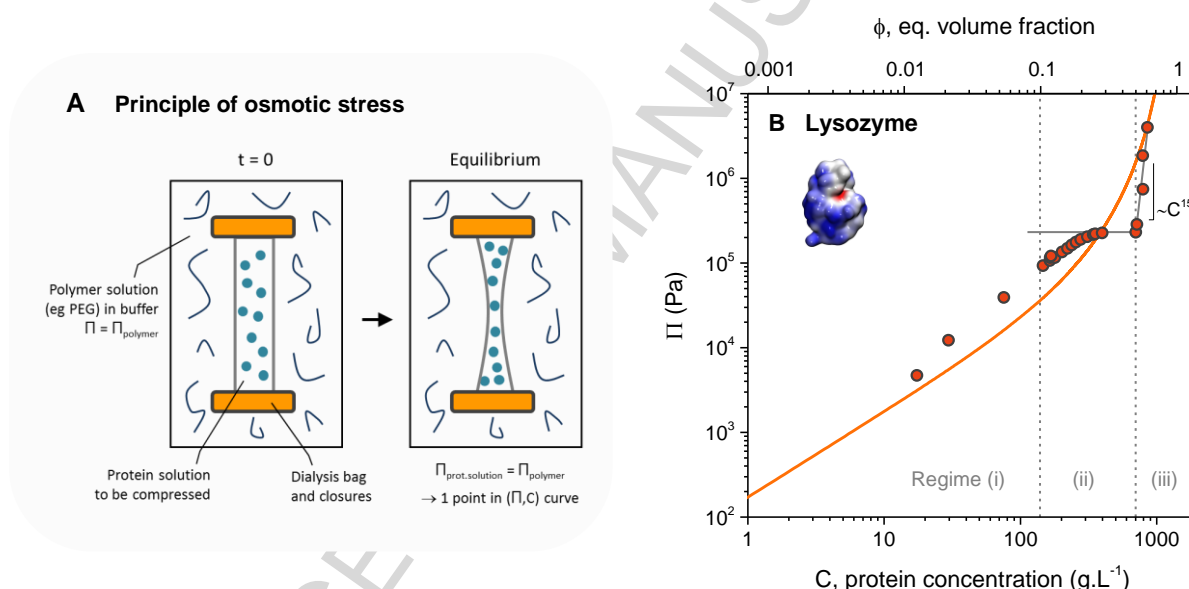 A Principle of osmotic stress
t = 0
Equilibrium
Polymer solution
(eg PEG) in buffer
Π = Πpolymer
Protein solution
to be compressed
Dialysis bag
and closures
Πprot.solution = Πpolymer
→ 1 point in (Π,C) curve
ϕ, eq. volume fraction
0.001 0.01 0.1 1
B Lysozyme
10⁷
10⁶
10⁵
10⁴
10³
10²
Π (Pa)
~C¹⁵
Regime (i) (ii) (iii)
1 10 100 1000
C, protein concentration (g.L⁻¹)